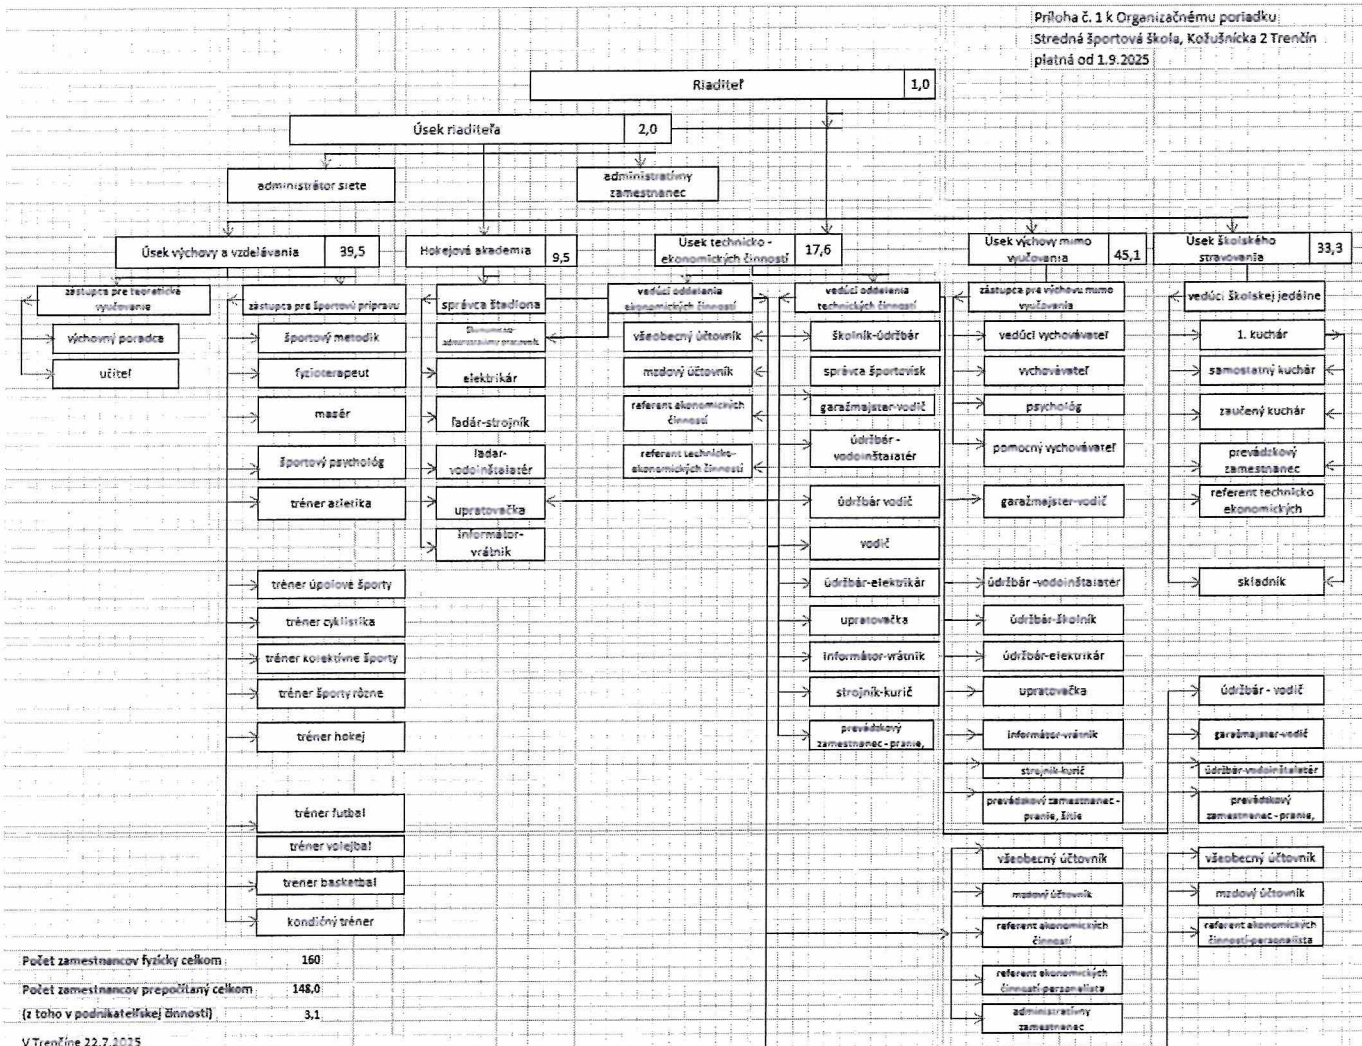 Príloha č. 1 k Organizačnému poriadku
Stredná športová škola, Kožušnícka 2 Trenčín
platná od 1.9.2025
Riaditeľ 1,0
Úsek riaditeľa 2,0
administrátor siete
administratívny
zamestnanec
Úsek výchovy a vzdelávania 39,5
zástupca pre teoretické
vyučovanie
výchovný poradca
učiteľ
zástupca pre športovú prípravu
športový metodik
fyzioterapeut
masér
športový psychológ
tréner atletika
tréner úpolové športy
tréner cyklistika
tréner kolektívne športy
tréner športy rôzne
tréner hokej
tréner futbal
tréner volejbal
trener basketbal
kondičný tréner
Hokejová akademia 9,5
správca štadiona
administratívny pracovník
elektrikár
ľadár-strojník
ľadar-
vodoinštalatér
upratovačka
informátor-
vrátnik
Úsek technicko -
ekonomických činností 17,6
vedúci oddelenia
ekonomických činností
všeobecný účtovník
mzdový účtovník
referent ekonomických
činností
referent technicko-
ekonomických činností
vedúci oddelenia
technických činností
školník-údržbár
správca športovísk
garážmajster-vodič
údržbár -
vodoinštalatér
údržbár vodič
vodič
údržbár-elektrikár
upratovačka
informátor-vrátnik
strojník-kurič
prevádzkový
zamestnanec - pranie,
Úsek výchovy mimo
vyučovania 45,1
zástupca pre výchovu mimo
vyučovania
vedúci vychovávateľ
vychovávateľ
psychológ
pomocný vychovávateľ
garažmajster-vodič
údržbár -vodoinštalatér
údržbár-školník
údržbár-elektrikár
upratovačka
informátor-vrátnik
strojník-kurič
prevádzkový zamestnanec -
pranie, šitie
všeobecný účtovník
mzdový účtovník
referent ekonomických
činností
referent ekonomických
činností-personalista
administratívny
zamestnanec
Úsek školského
stravovania 33,3
vedúci školskej jedálne
1. kuchár
samostatný kuchár
zaučený kuchár
prevádzkový
zamestnanec
referent technicko
ekonomických
skladník
údržbár - vodič
garažmajster-vodič
údržbár-vodoinštalatér
prevádzkový
zamestnanec - pranie,
všeobecný účtovník
mzdový účtovník
referent ekonomických
činností-personalista
Počet zamestnancov fyzicky celkom 160
Počet zamestnancov prepočítaný celkom 148,0
(z toho v podnikateľskej činnosti) 3,1
V Trenčíne 22.7.2025